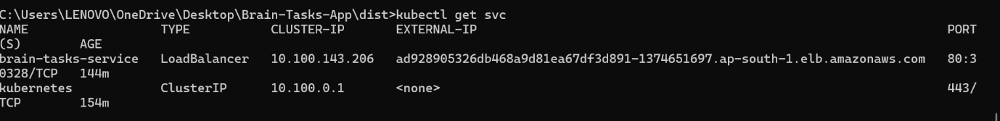 C:\Users\LENOVO\OneDrive\Desktop\Brain-Tasks-App\dist>kubectl get svc
NAME                  TYPE           CLUSTER-IP       EXTERNAL-IP                                                                PORT
(S)        AGE
brain-tasks-service   LoadBalancer   10.100.143.206   ad928905326db468a9d81ea67df3d891-1374651697.ap-south-1.elb.amazonaws.com   80:3
0328/TCP   144m
kubernetes            ClusterIP      10.100.0.1       <none>                                                                     443/
TCP        154m